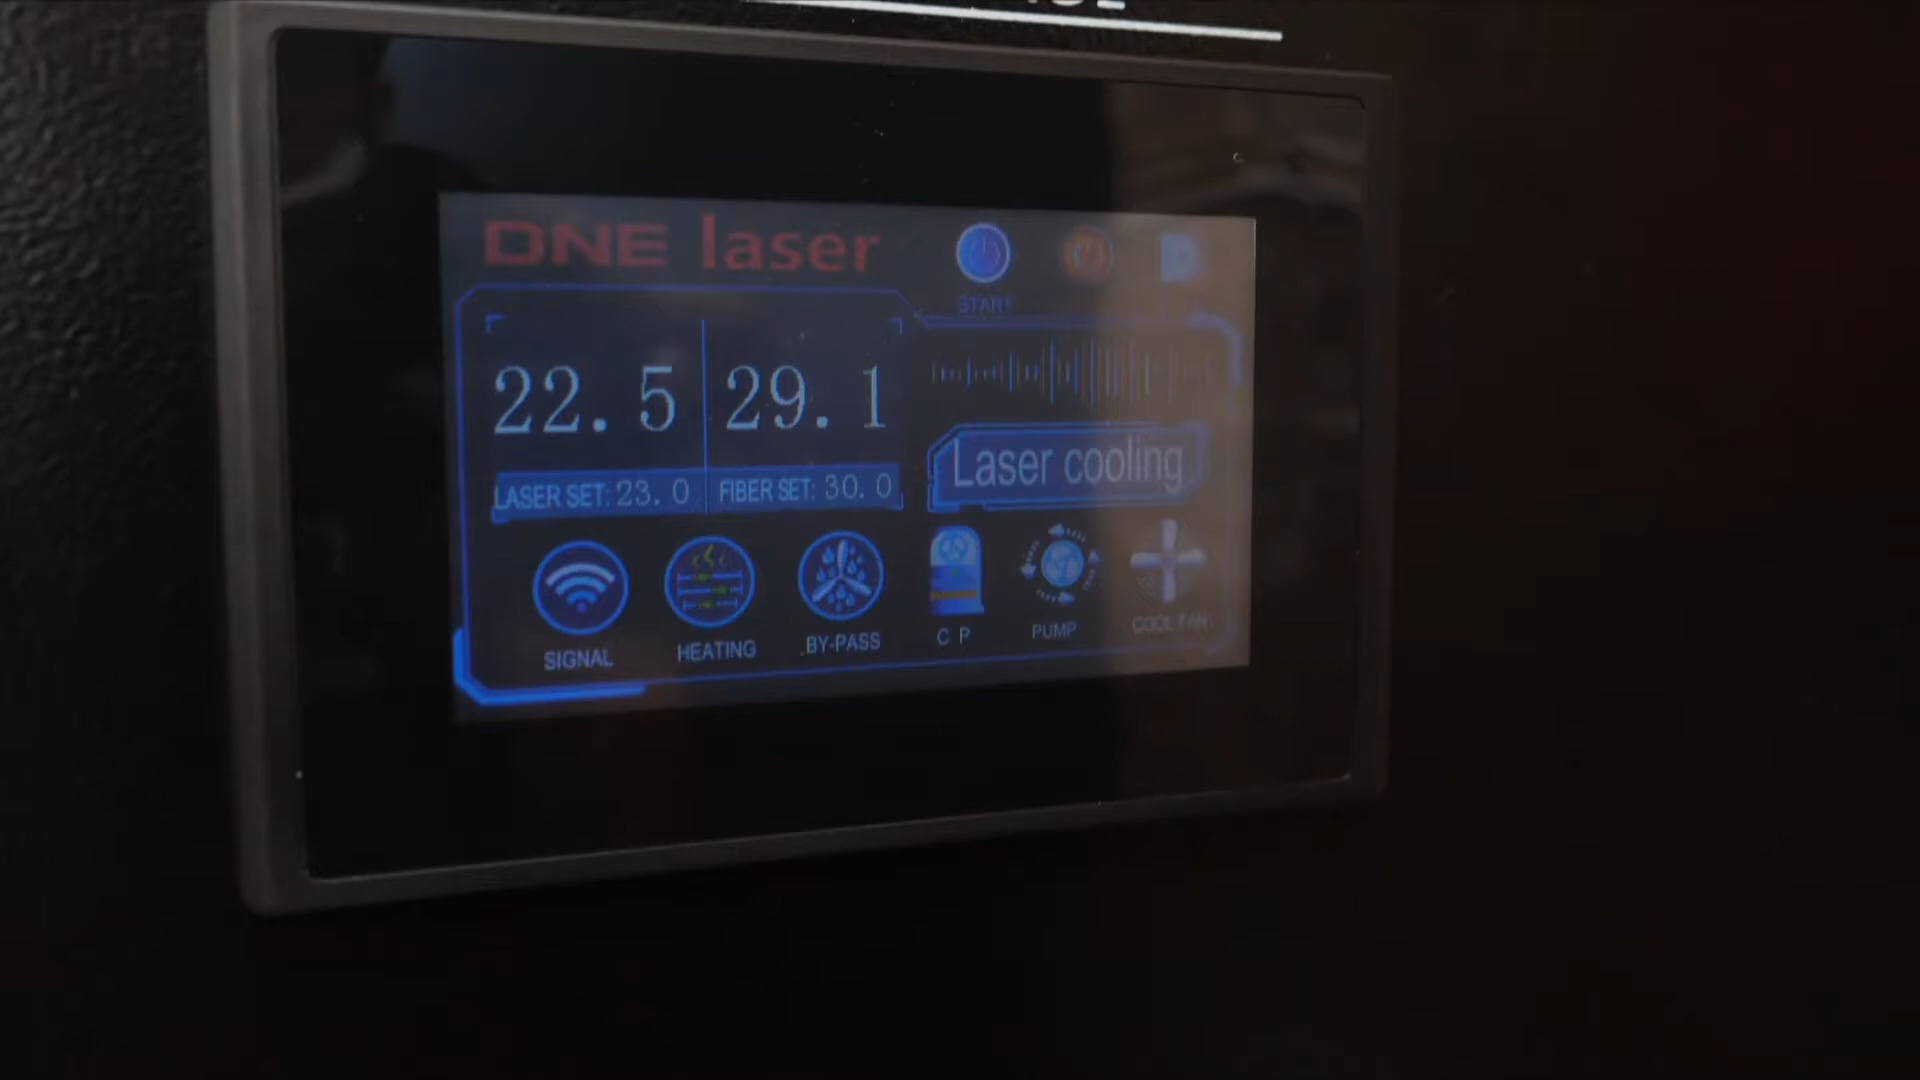 DNE laser
START
22.5 29.1
LASER SET: 23.0 FIBER SET: 30.0
Laser cooling
SIGNAL
HEATING
BY-PASS
C P
PUMP
COOL FAN